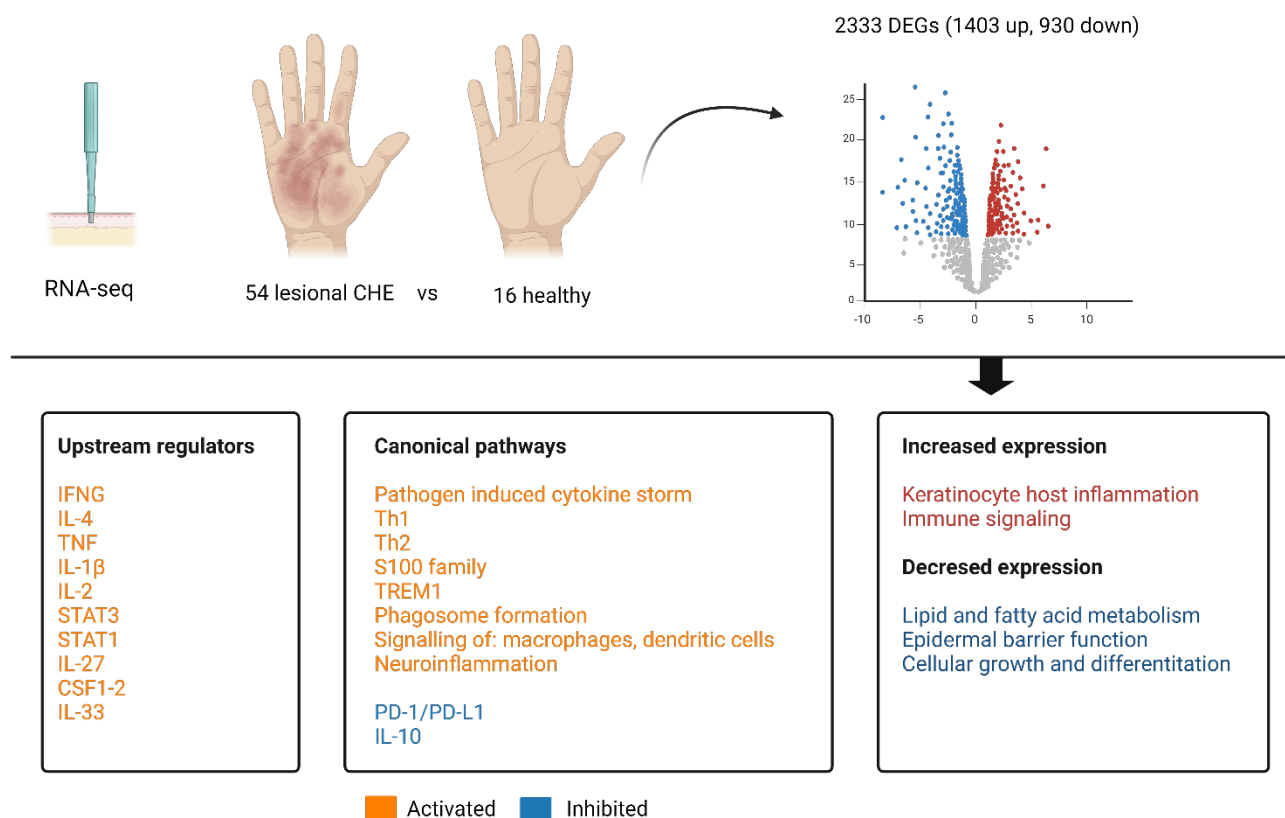 2333 DEGs (1403 up, 930 down)
25
20
15
10
5
0
-10
-5
0
5
10
RNA-seq
54 lesional CHE vs 16 healthy
Upstream regulators
IFNG
IL-4
TNF
IL-1β
IL-2
STAT3
STAT1
IL-27
CSF1-2
IL-33
Canonical pathways
Pathogen induced cytokine storm
Th1
Th2
S100 family
TREM1
Phagosome formation
Signalling of: macrophages, dendritic cells
Neuroinflammation
PD-1/PD-L1
IL-10
Increased expression
Keratinocyte host inflammation
Immune signaling
Decresed expression
Lipid and fatty acid metabolism
Epidermal barrier function
Cellular growth and differentitation
Activated
Inhibited